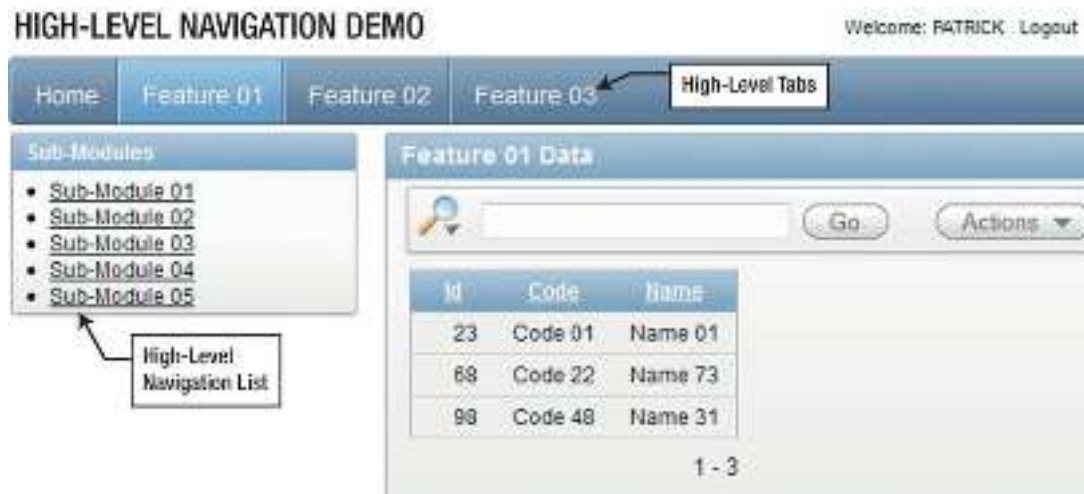 HIGH-LEVEL NAVIGATION DEMO
Welcome: PATRICK Logout
Home Feature 01 Feature 02 Feature 03
High-Level Tabs
Sub-Modules
• Sub-Module 01
• Sub-Module 02
• Sub-Module 03
• Sub-Module 04
• Sub-Module 05
High-Level
Navigation List
Feature 01 Data
Go Actions
Id Code Name
23 Code 01 Name 01
68 Code 22 Name 73
98 Code 48 Name 31
1 - 3